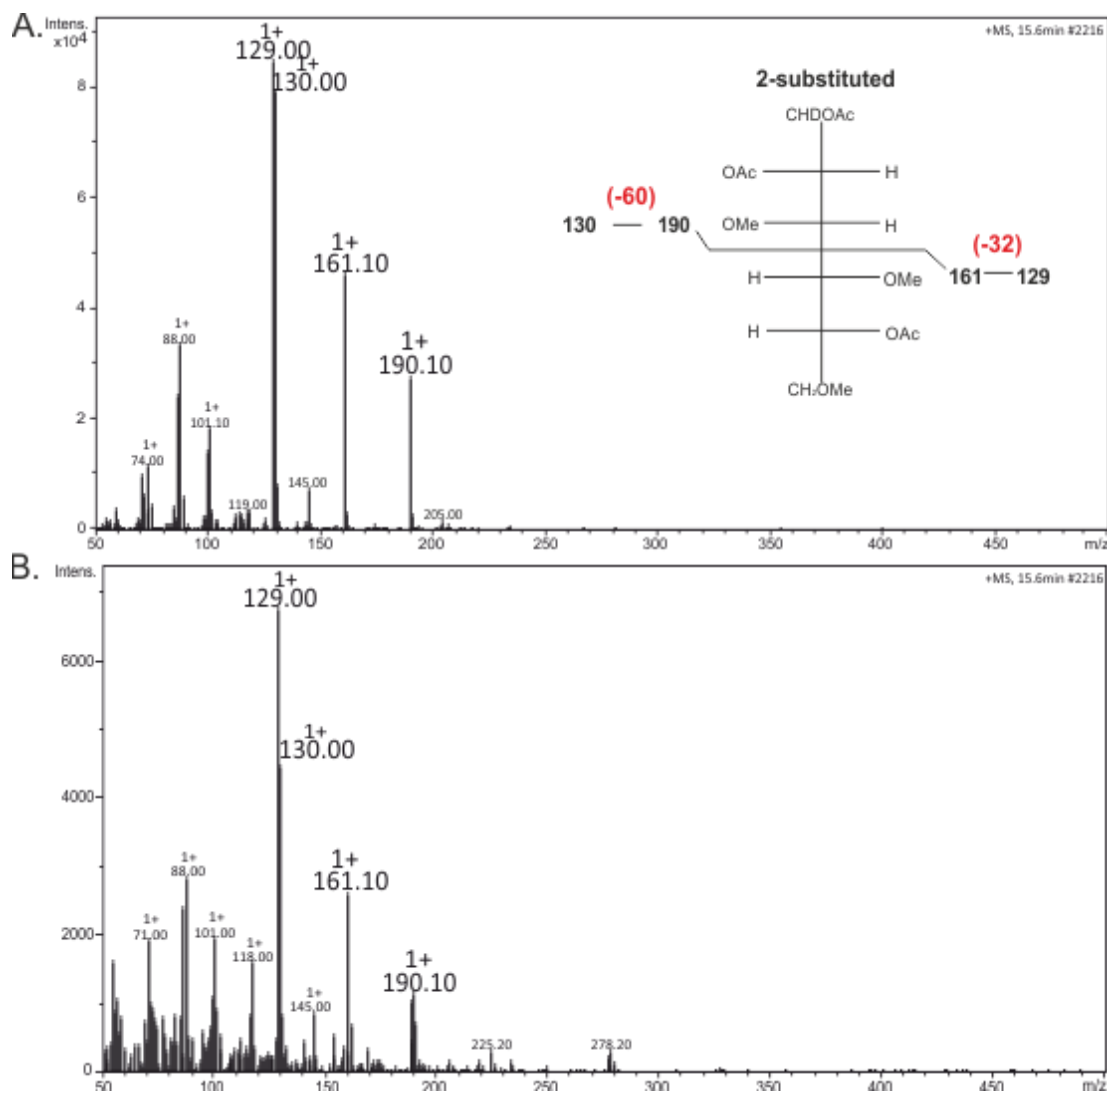 A.
Intens.
x10⁴
+MS, 15.6min #2216
1+
129.00
1+
130.00
8
2-substituted
CHDOAc
OAc
H
6
(-60)
130 — 190
OMe
H
(-32)
1+
161.10
H
OMe
161 — 129
4
1+
88.00
1+
190.10
H
OAc
CH₂OMe
2
1+
101.10
1+
74.00
145.00
119.00
205.00
0
50 100 150 200 250 300 350 400 450 m/z
B.
Intens.
+MS, 15.6min #2216
1+
129.00
6000
1+
130.00
4000
1+
88.00
1+
161.10
2000
1+
71.00
1+
101.00
1+
118.00
1+
190.10
1+
145.00
225.20
278.20
0
50 100 150 200 250 300 350 400 450 m/z